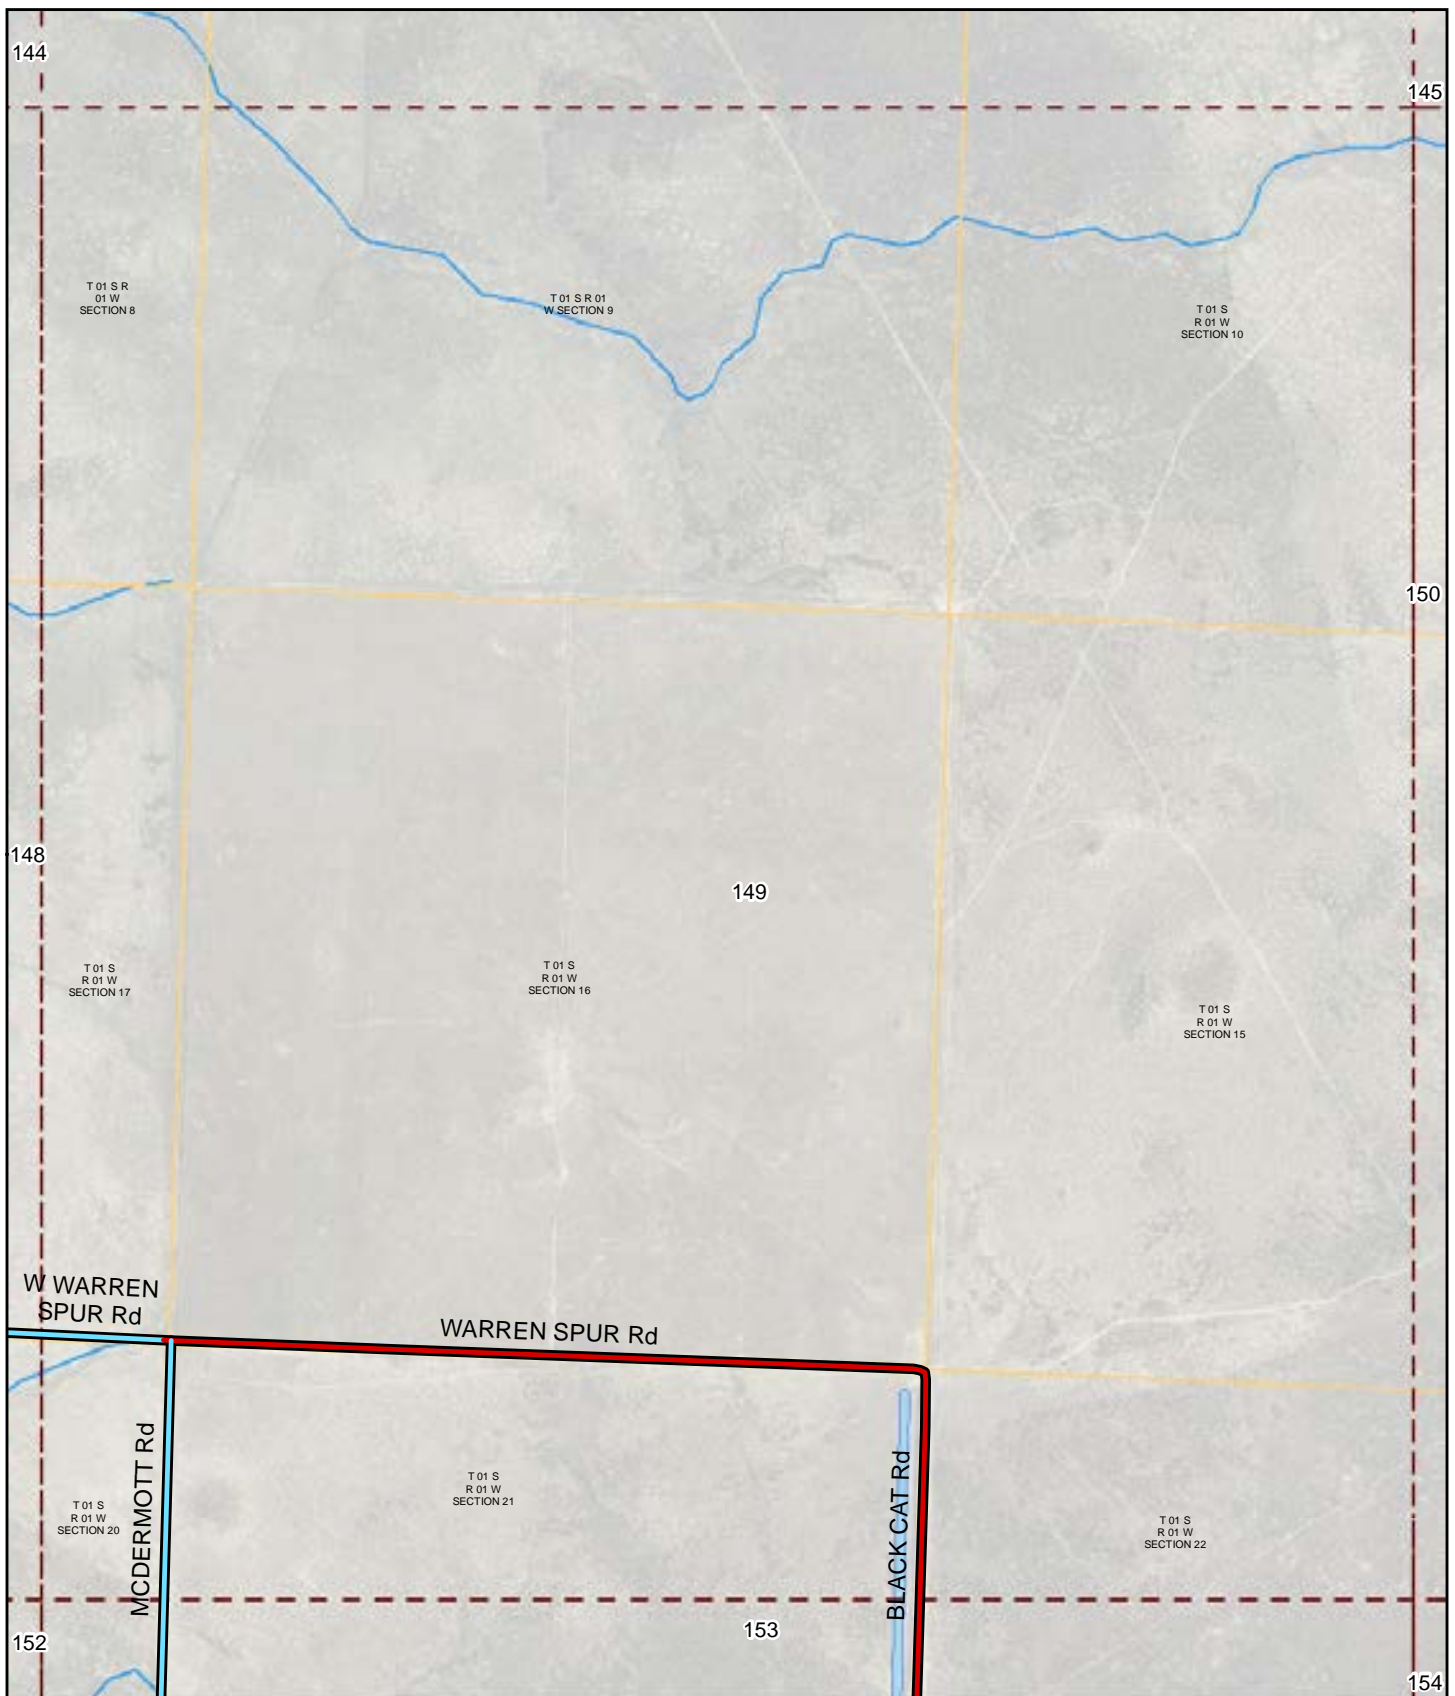 144
145
T 01 S R
01 W
SECTION 8
T 01 S R 01
W SECTION 9
T 01 S
R 01 W
SECTION 10
150
148
149
T 01 S
R 01 W
SECTION 17
T 01 S
R 01 W
SECTION 16
T 01 S
R 01 W
SECTION 15
W WARREN
SPUR Rd
WARREN SPUR Rd
MCDERMOTT Rd
BLACK CAT Rd
T 01 S
R 01 W
SECTION 20
T 01 S
R 01 W
SECTION 21
T 01 S
R 01 W
SECTION 22
152
153
154